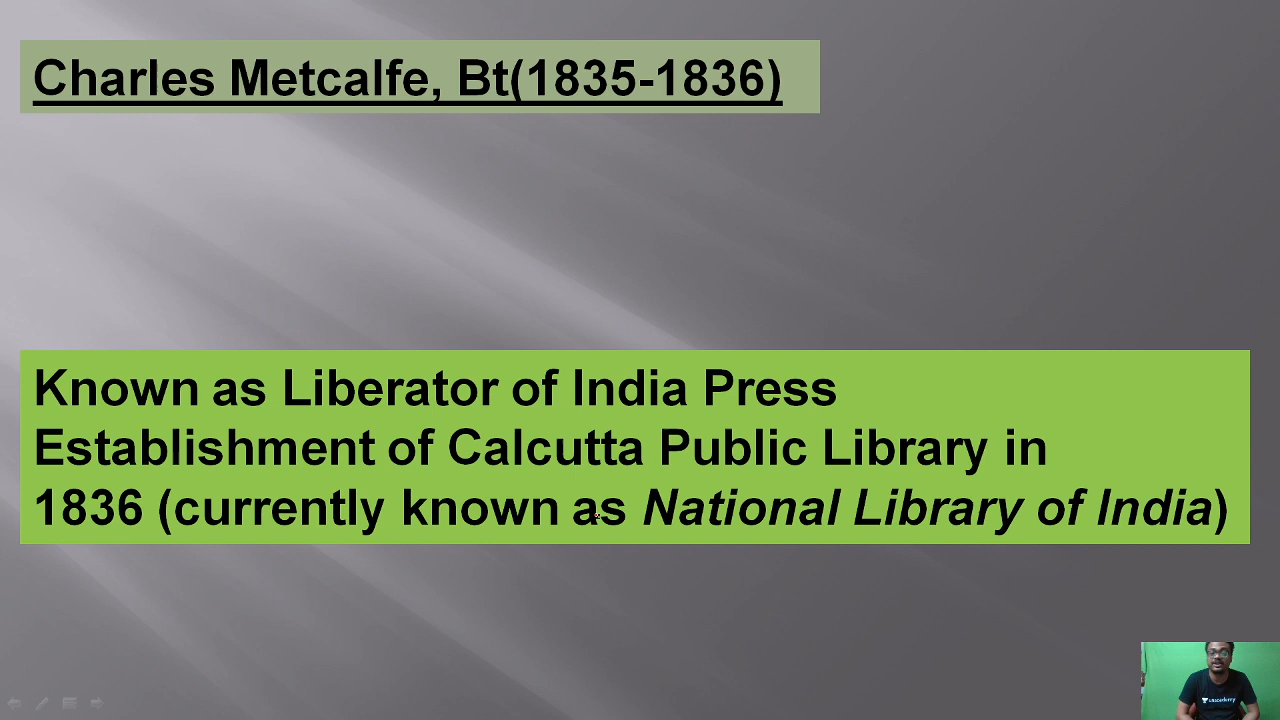 Charles Metcalfe, Bt(1835-1836)
Known as Liberator of India Press
Establishment of Calcutta Public Library in
1836 (currently known as National Library of India)
unacademy